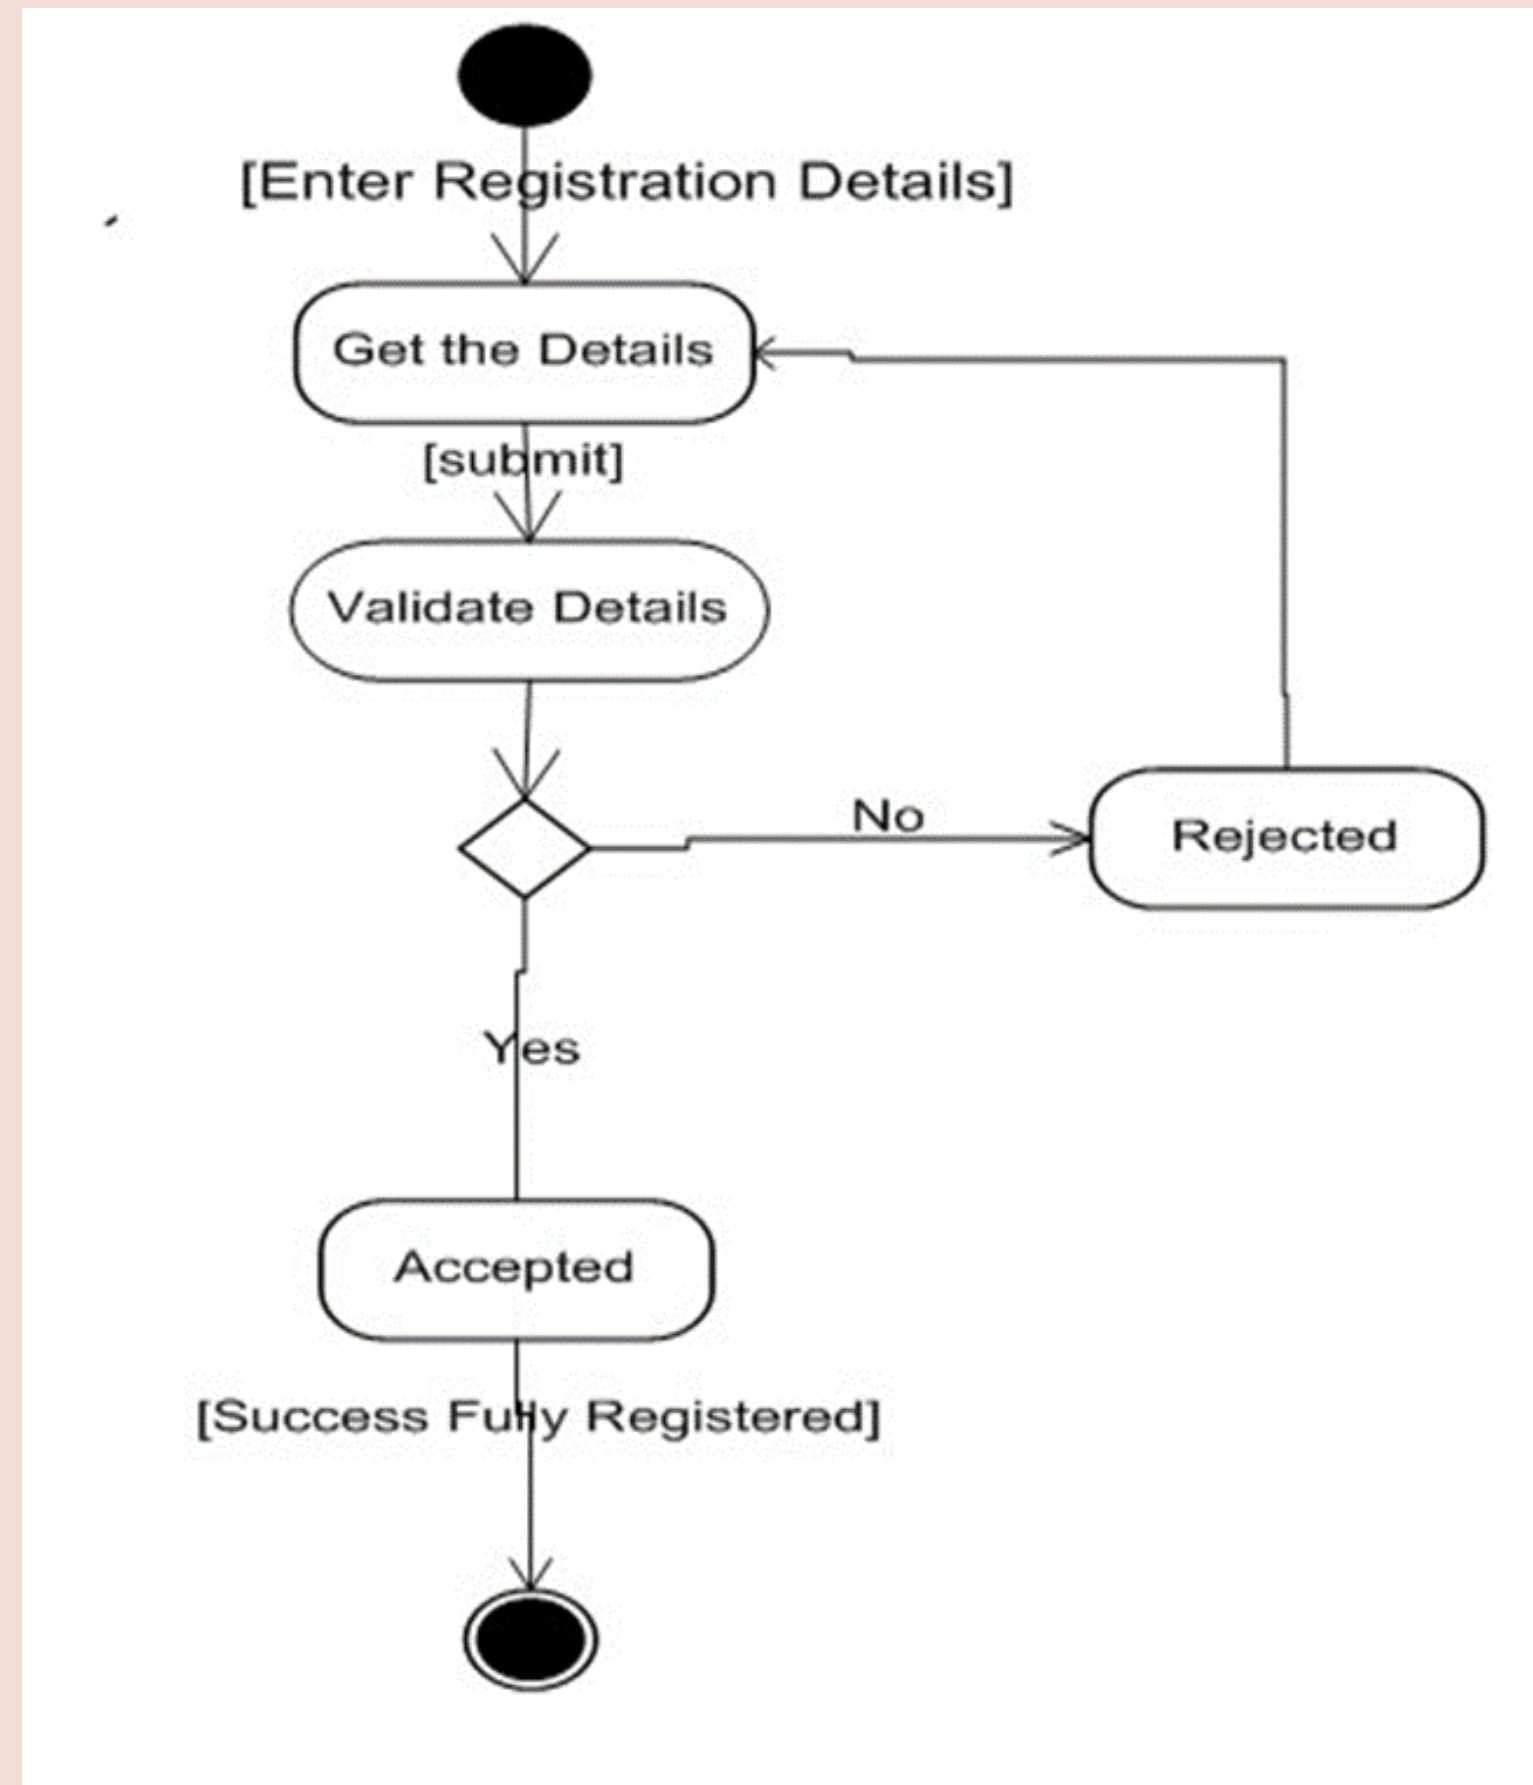 [Enter Registration Details]
Get the Details
[submit]
Validate Details
No
Rejected
Yes
Accepted
[Success Fully Registered]